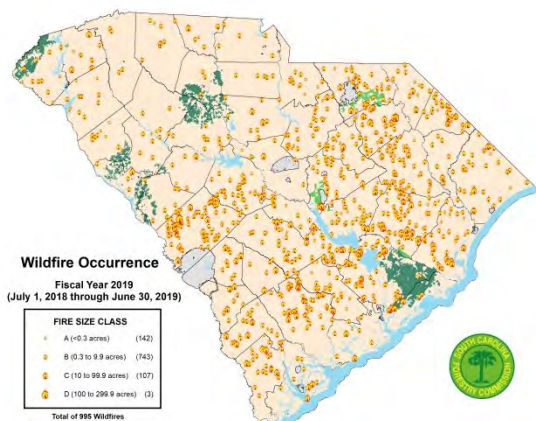 Wildfire Occurrence
Fiscal Year 2019
(July 1, 2018 through June 30, 2019)
FIRE SIZE CLASS
A (<0.3 acres) (142)
B (0.3 to 9.9 acres) (743)
C (10 to 99.9 acres) (107)
D (100 to 299.9 acres) (3)
Total of 995 Wildfires
SOUTH CAROLINA
FORESTRY COMMISSION